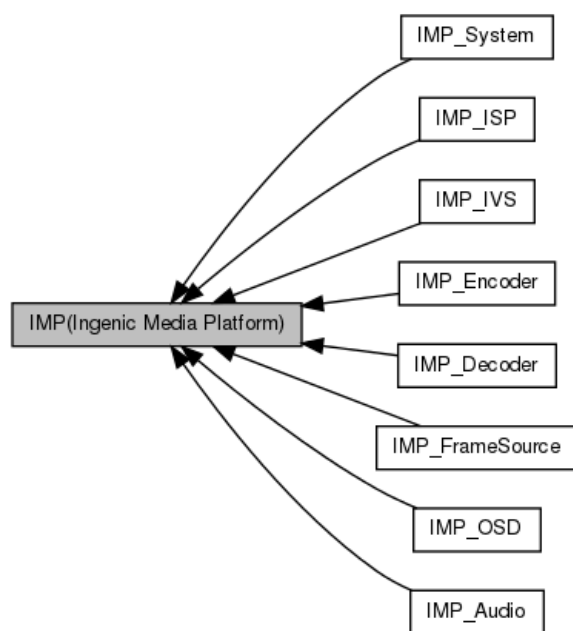 IMP_System
IMP_ISP
IMP_IVS
IMP_Encoder
IMP(Ingenic Media Platform)
IMP_Decoder
IMP_FrameSource
IMP_OSD
IMP_Audio